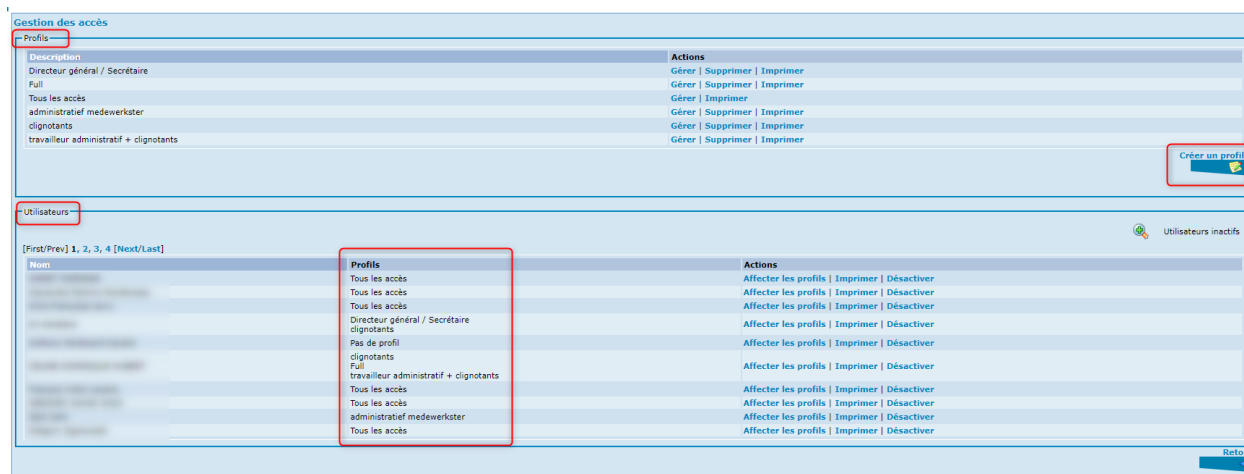 Gestion des accès
Profils
Description Actions
Directeur général / Secrétaire Gérer | Supprimer | Imprimer
Full Gérer | Supprimer | Imprimer
Tous les accès Gérer | Imprimer
administratief medewerkster Gérer | Supprimer | Imprimer
clignotants Gérer | Supprimer | Imprimer
travailleur administratif + clignotants Gérer | Supprimer | Imprimer
Créer un profil
Utilisateurs
Utilisateurs inactifs
[First/Prev] 1, 2, 3, 4 [Next/Last]
Nom Profils Actions
Tous les accès Affecter les profils | Imprimer | Désactiver
Tous les accès Affecter les profils | Imprimer | Désactiver
Tous les accès Affecter les profils | Imprimer | Désactiver
Directeur général / Secrétaire
clignotants Affecter les profils | Imprimer | Désactiver
Pas de profil Affecter les profils | Imprimer | Désactiver
clignotants
Full Affecter les profils | Imprimer | Désactiver
travailleur administratif + clignotants
Tous les accès Affecter les profils | Imprimer | Désactiver
Tous les accès Affecter les profils | Imprimer | Désactiver
administratief medewerkster Affecter les profils | Imprimer | Désactiver
Tous les accès Affecter les profils | Imprimer | Désactiver
Reto